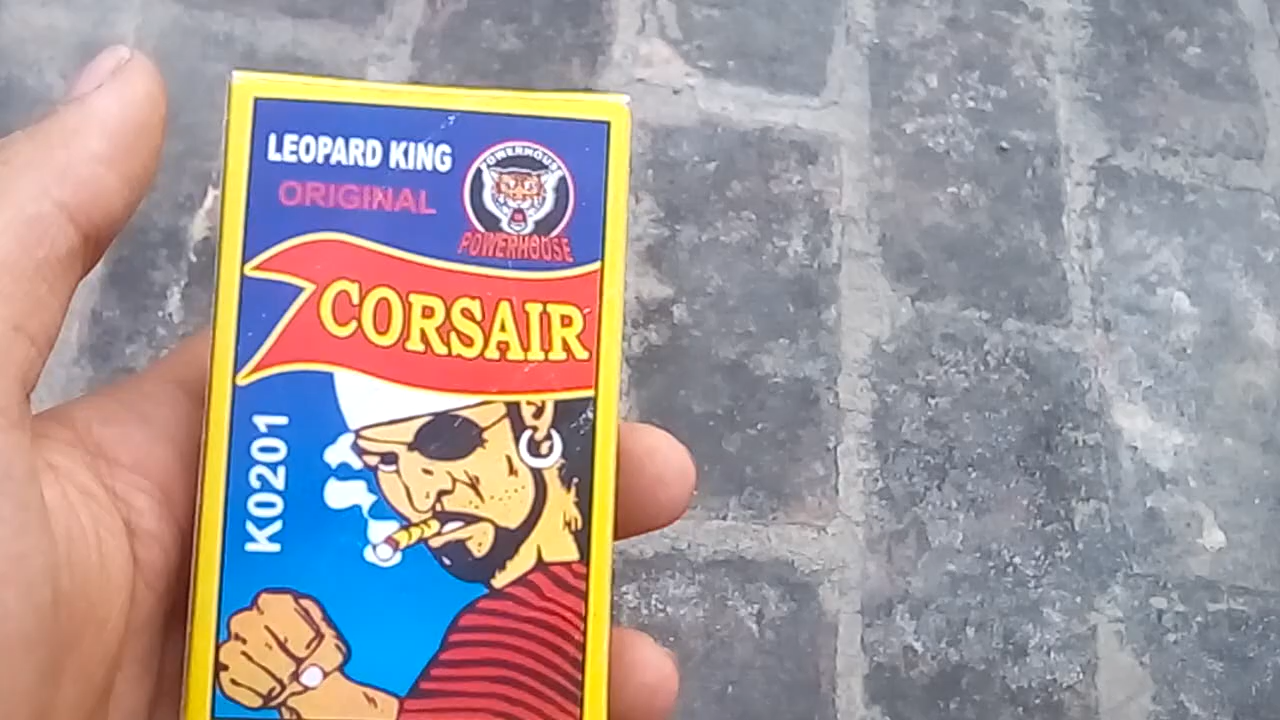 LEOPARD KING
ORIGINAL
POWERHOUSE
POWERHOUSE
CORSAIR
K0201